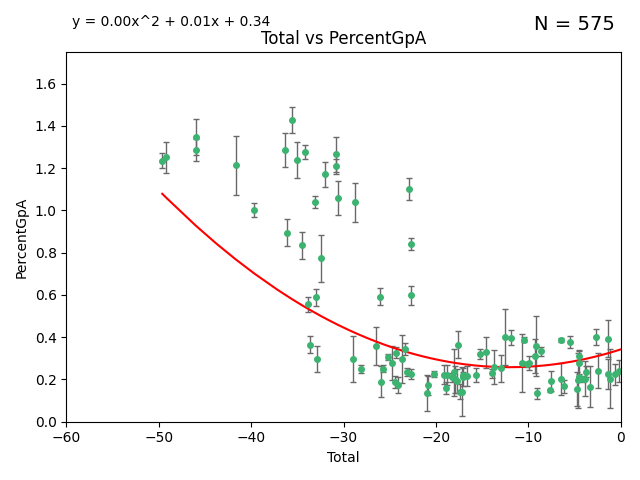 y = 0.00x^2 + 0.01x + 0.34
N = 575
Total vs PercentGpA
PercentGpA
1.6
1.4
1.2
1.0
0.8
0.6
0.4
0.2
0.0
−60 −50 −40 −30 −20 −10 0
Total